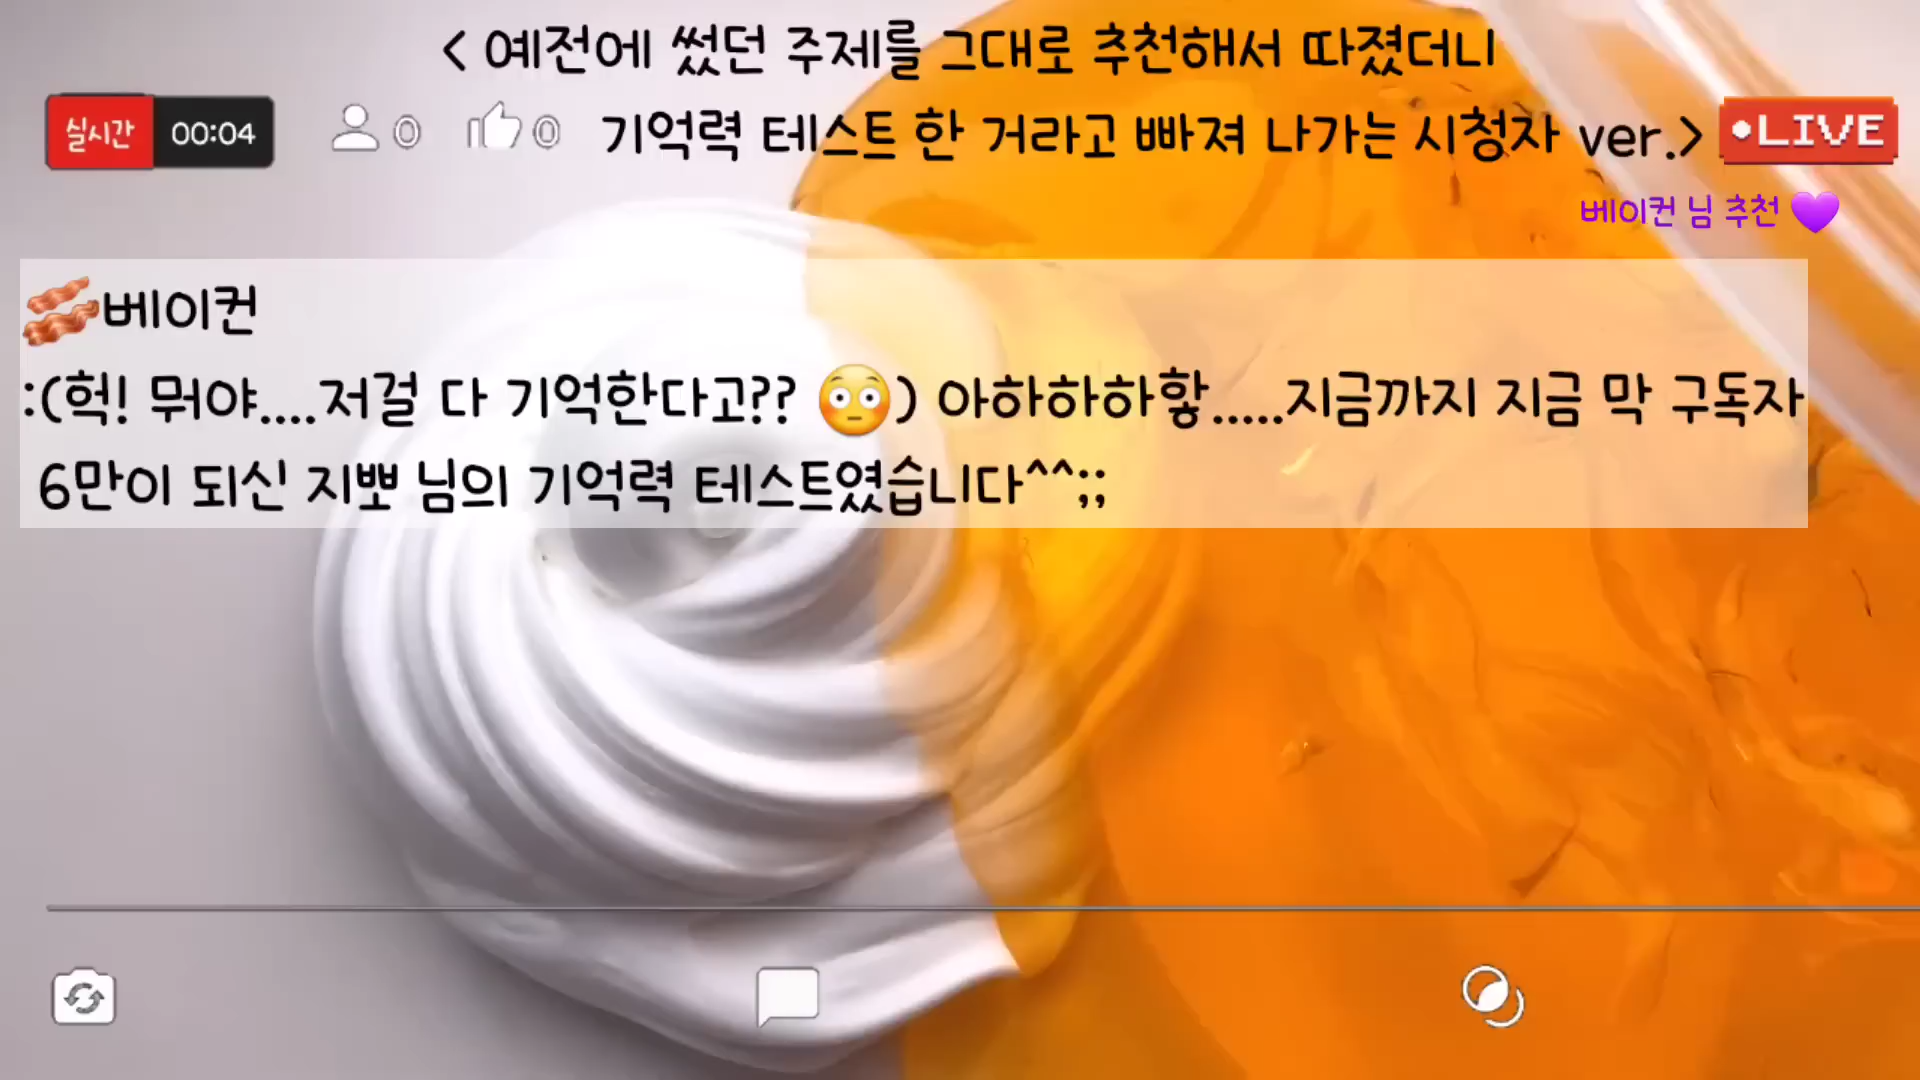 < 예전에 썼던 주제를 그대로 추천해서 따졌더니
실시간 00:04 0 0 기억력 테스트 한 거라고 빠져 나가는 시청자 ver.> •LIVE
베이컨 님 추천 💜
🥓베이컨
:(헉! 뭐야....저걸 다 기억한다고?? 😳) 아하하하핳.....지금까지 지금 막 구독자
6만이 되신 지뽀 님의 기억력 테스트였습니다^^;;